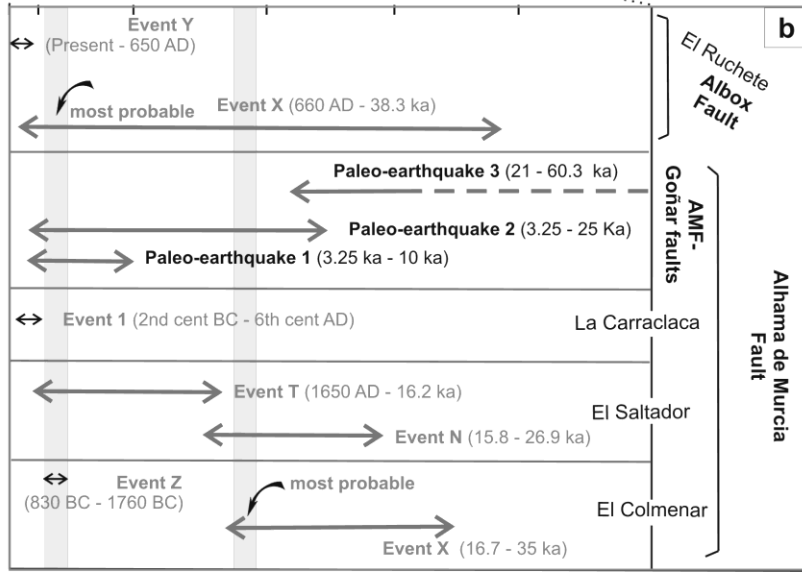 b
Event Y
(Present - 650 AD)
most probable
Event X (660 AD - 38.3 ka)
El Ruchete
Albox
Fault
Paleo-earthquake 3 (21 - 60.3 ka)
Paleo-earthquake 2 (3.25 - 25 Ka)
Paleo-earthquake 1 (3.25 ka - 10 ka)
AMF-
Goñar faults
Event 1 (2nd cent BC - 6th cent AD)
La Carraclaca
Event T (1650 AD - 16.2 ka)
El Saltador
Event N (15.8 - 26.9 ka)
Event Z
(830 BC - 1760 BC)
most probable
El Colmenar
Event X (16.7 - 35 ka)
Alhama de Murcia
Fault